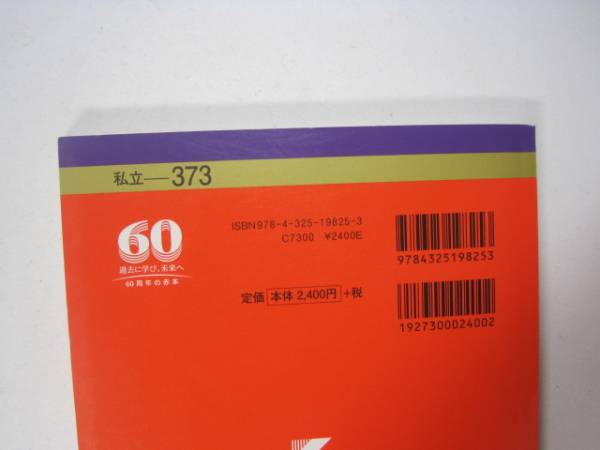 私立―373
60
過去に学び、未来へ
60周年の赤本
ISBN978-4-325-19825-3
C7300 ¥2400E
定価 本体 2,400円 +税
9784325198253
1927300024002